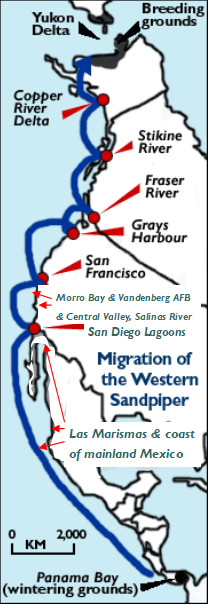 Yukon
Delta
Breeding
grounds
Copper
River
Delta
Stikine
River
Fraser
River
Grays
Harbour
San
Francisco
Morro Bay & Vandenberg AFB
& Central Valley, Salinas River
San Diego Lagoons
Migration of
the Western
Sandpiper
Las Marismas & coast
of mainland Mexico
0 2,000
KM
Panama Bay
(wintering grounds)